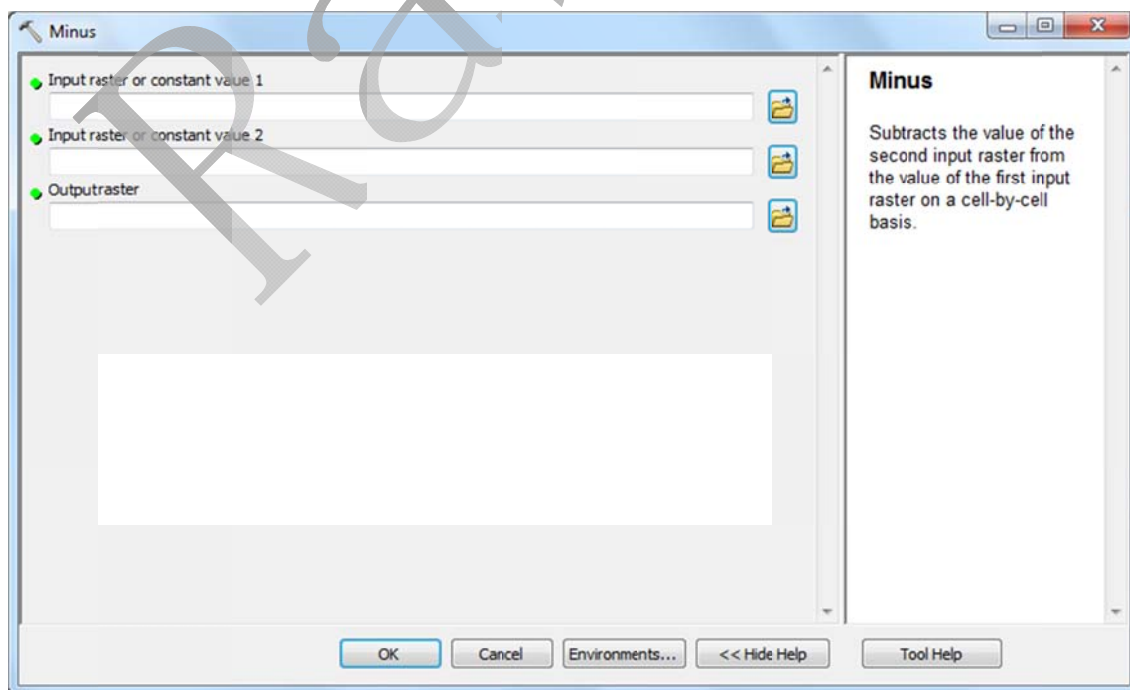 Minus
Input raster or constant value 1
Input raster or constant value 2
Outputraster
Minus
Subtracts the value of the
second input raster from
the value of the first input
raster on a cell-by-cell
basis.
OK
Cancel
Environments...
<< Hide Help
Tool Help